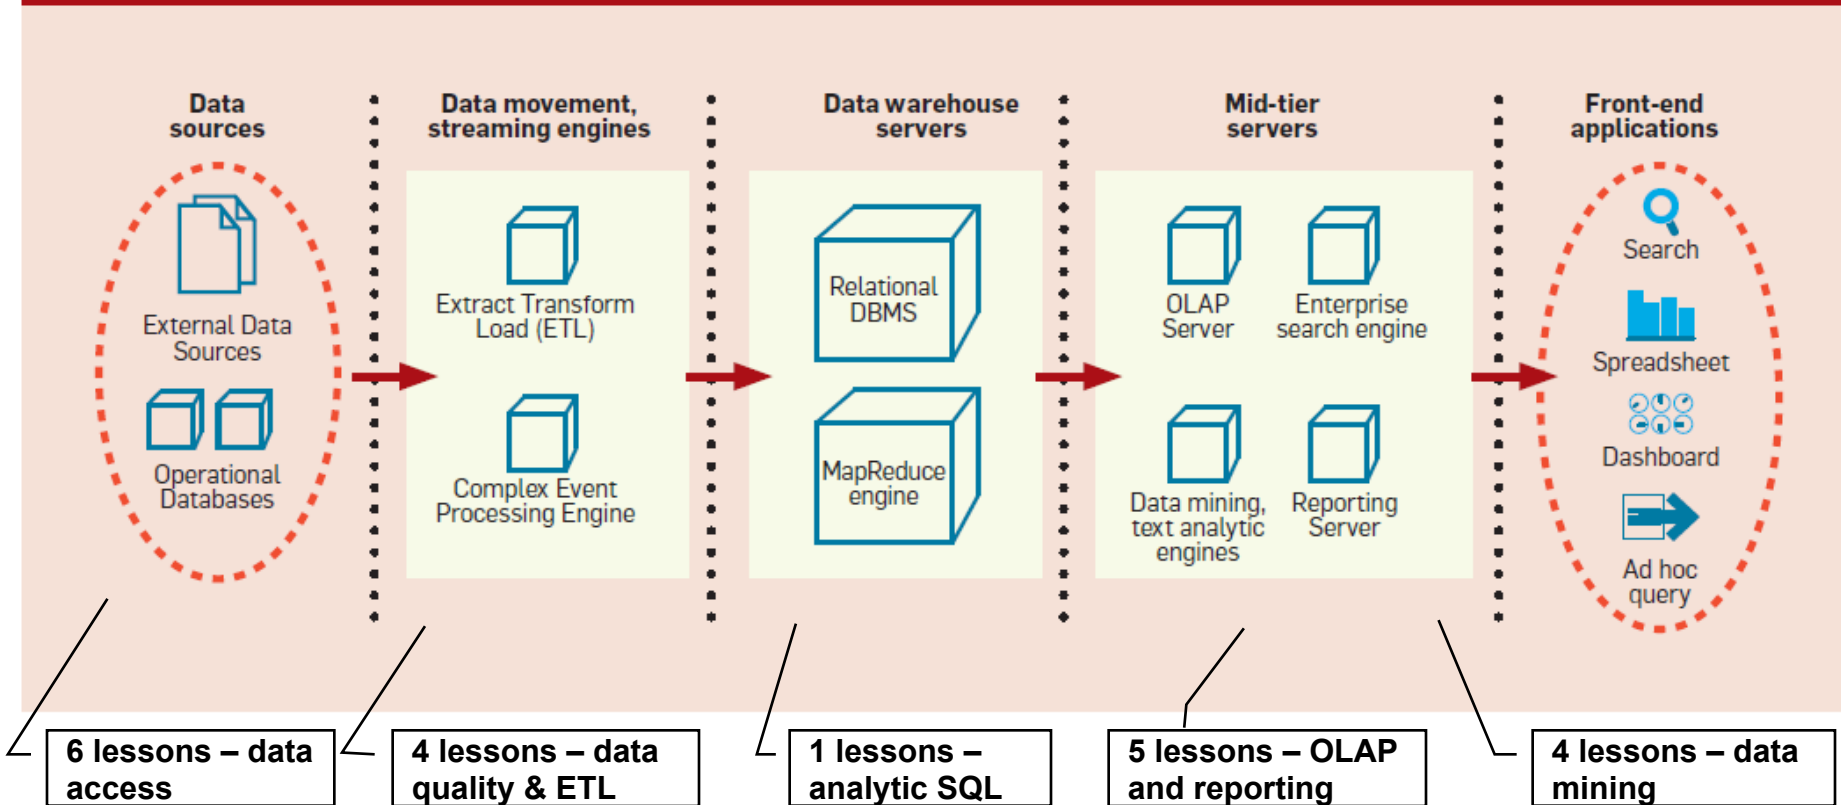 Data
sources
Data movement,
streaming engines
Data warehouse
servers
Mid-tier
servers
Front-end
applications
External Data
Sources
Operational
Databases
Extract Transform
Load (ETL)
Complex Event
Processing Engine
Relational
DBMS
MapReduce
engine
OLAP
Server
Enterprise
search engine
Data mining,
text analytic
engines
Reporting
Server
Search
Spreadsheet
Dashboard
Ad hoc
query
6 lessons – data
access
4 lessons – data
quality & ETL
1 lessons –
analytic SQL
5 lessons – OLAP
and reporting
4 lessons – data
mining